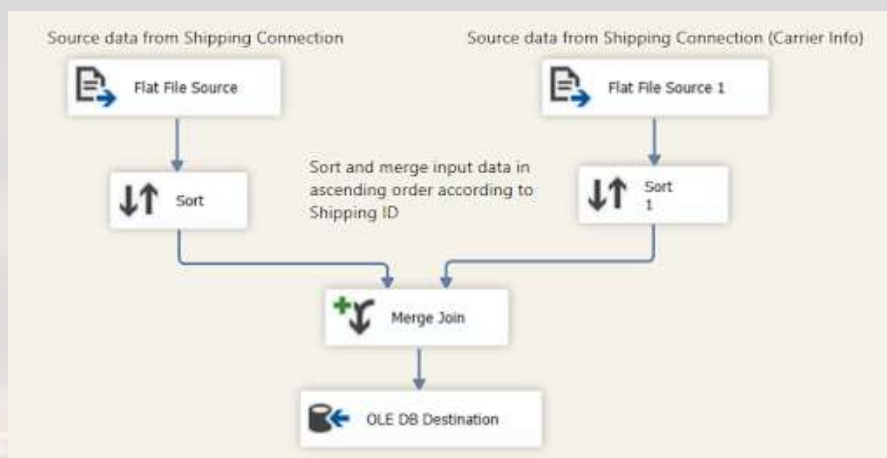 Source data from Shipping Connection
Source data from Shipping Connection (Carrier Info)
Flat File Source
Flat File Source 1
Sort and merge input data in
ascending order according to
Shipping ID
Sort
Sort
1
Merge Join
OLE DB Destination